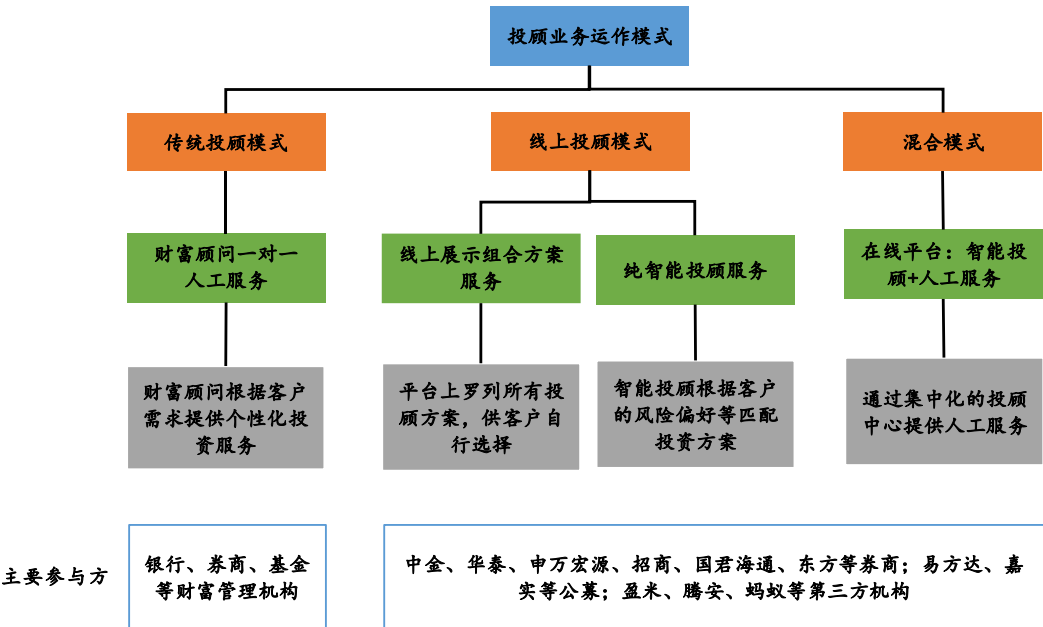 投顾业务运作模式
传统投顾模式
线上投顾模式
混合模式
财富顾问一对一
人工服务
线上展示组合方案
服务
纯智能投顾服务
在线平台：智能投
顾+人工服务
财富顾问根据客户
需求提供个性化投
资服务
平台上罗列所有投
顾方案，供客户自
行选择
智能投顾根据客户
的风险偏好等匹配
投资方案
通过集中化的投顾
中心提供人工服务
主要参与方
银行、券商、基金
等财富管理机构
中金、华泰、申万宏源、招商、国君海通、东方等券商；易方达、嘉
实等公募；盈米、腾安、蚂蚁等第三方机构